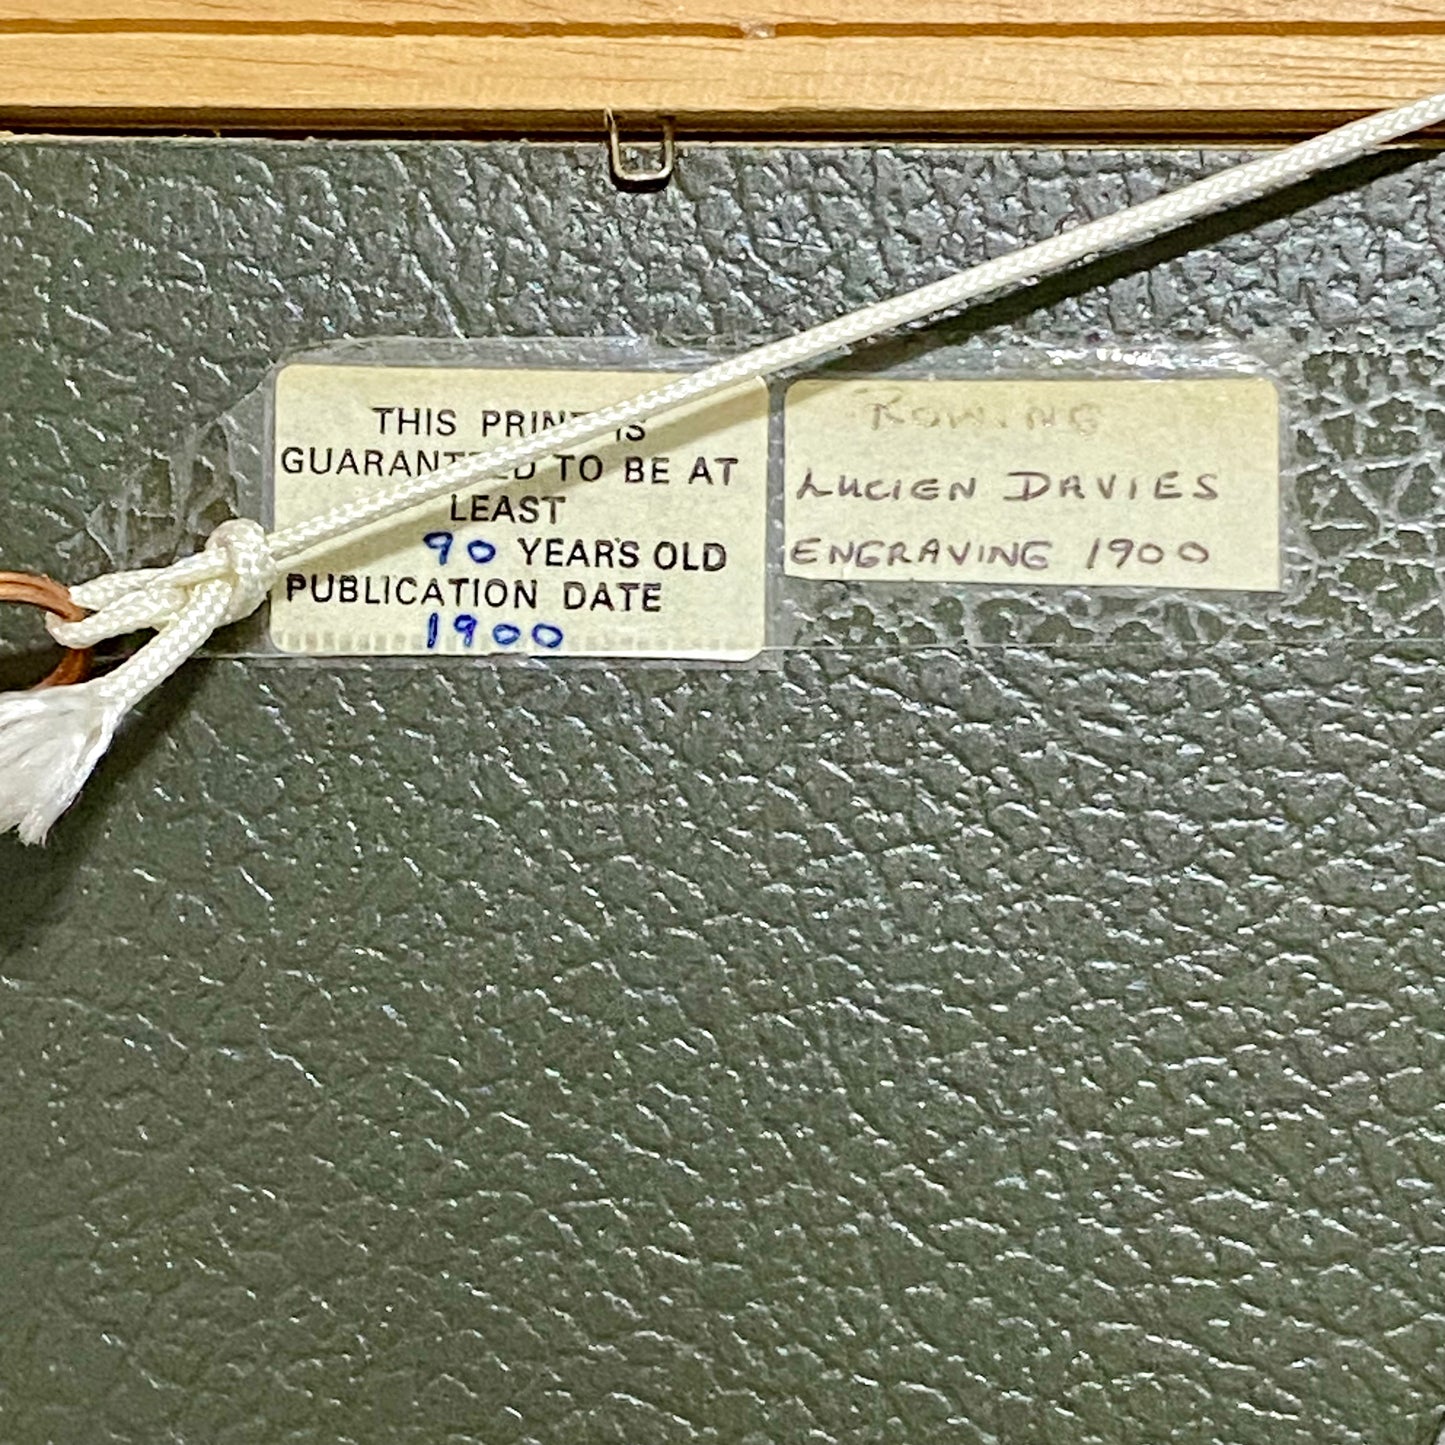 THIS PRINT IS
GUARANTEED TO BE AT
LEAST
90 YEARS OLD
PUBLICATION DATE
1900
ROWING
LUCIEN DAVIES
ENGRAVING 1900